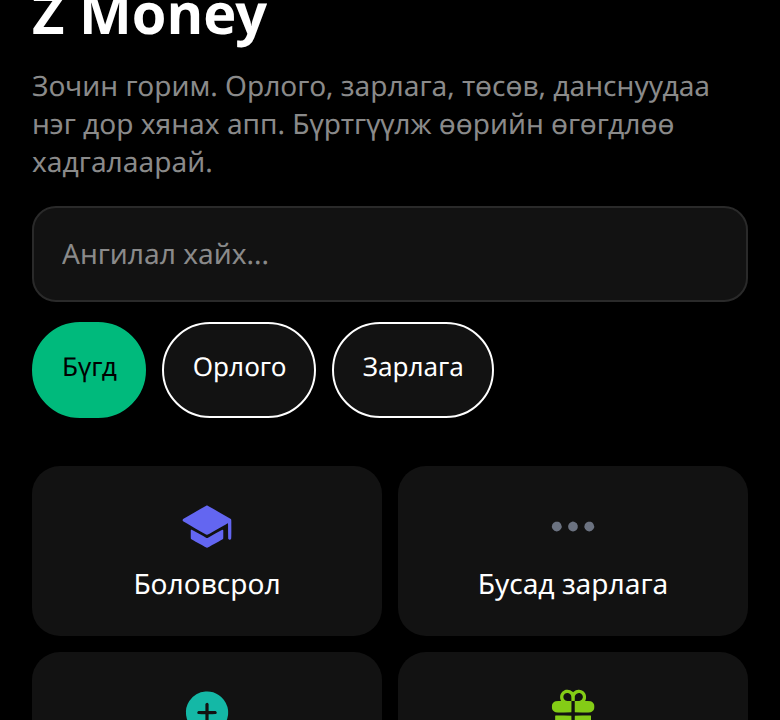 Z Money
Зочин горим. Орлого, зарлага, төсөв, данснуудаа
нэг дор хянах апп. Бүртгүүлж өөрийн өгөгдлөө
хадгалаарай.
Ангилал хайх...
Бүгд
Орлого
Зарлага
Боловсрол
Бусад зарлага